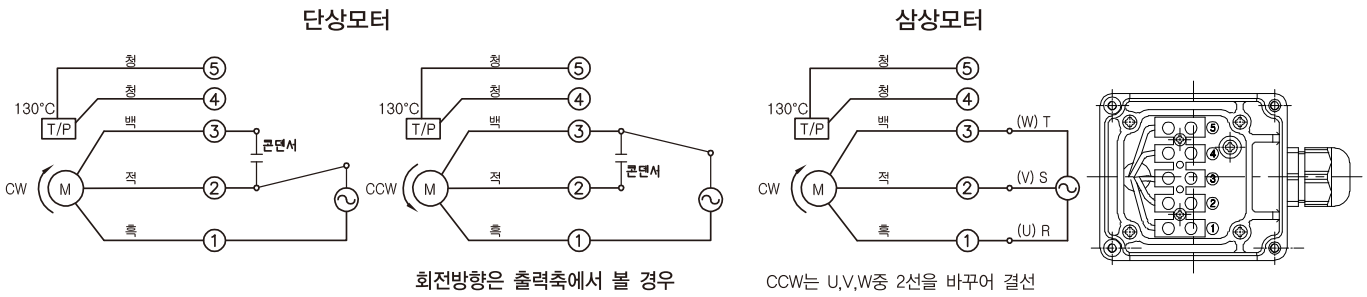 단상모터
삼상모터
청 ⑤
청 ④
130°C
T/P
백 ③
콘덴서
CW
M
적 ②
흑 ①
청 ⑤
청 ④
130°C
T/P
백 ③
콘덴서
CCW
M
적 ②
흑 ①
회전방향은 출력축에서 볼 경우
청 ⑤
청 ④
130°C
T/P
백 ③ (W) T
CW
M
적 ② (V) S
흑 ① (U) R
CCW는 U,V,W중 2선을 바꾸어 결선
⑤
④
③
②
①